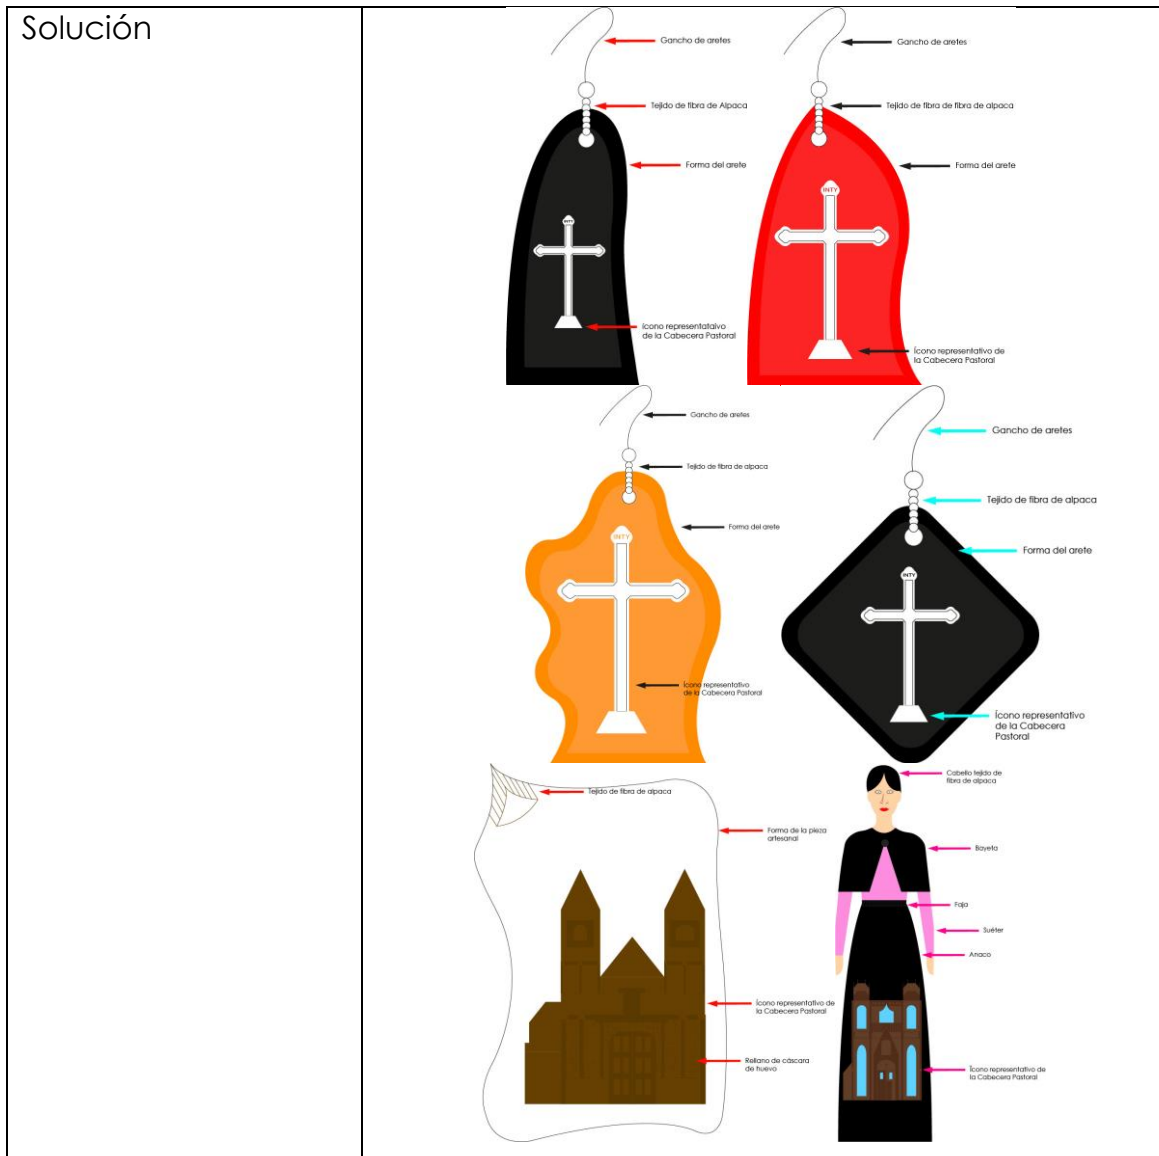 Solución
Gancho de aretes
Tejido de fibra de Alpaca
Forma del arete
INTY
ícono representataivo
de la Cabecera Pastoral
Gancho de aretes
Tejido de fibra de fibra de alpaca
Forma del arete
INTY
Ícono representativo de
la Cabecera Pastoral
Gancho de aretes
Tejido de fibra de alpaca
Forma del arete
INTY
Ícono representativo
de la Cabecera Pastoral
Gancho de aretes
Tejido de fibra de alpaca
Forma del arete
INTY
Ícono representativo
de la Cabecera
Pastoral
Tejido de fibra de alpaca
Forma de la pieza
artesanal
Ícono representativo de
la Cabecera Pastoral
Rellano de cáscara
de huevo
Cabello tejido de
fibra de alpaca
Bayeta
Faja
Suéter
Anaco
Ícono representativo de
la Cabecera Pastoral